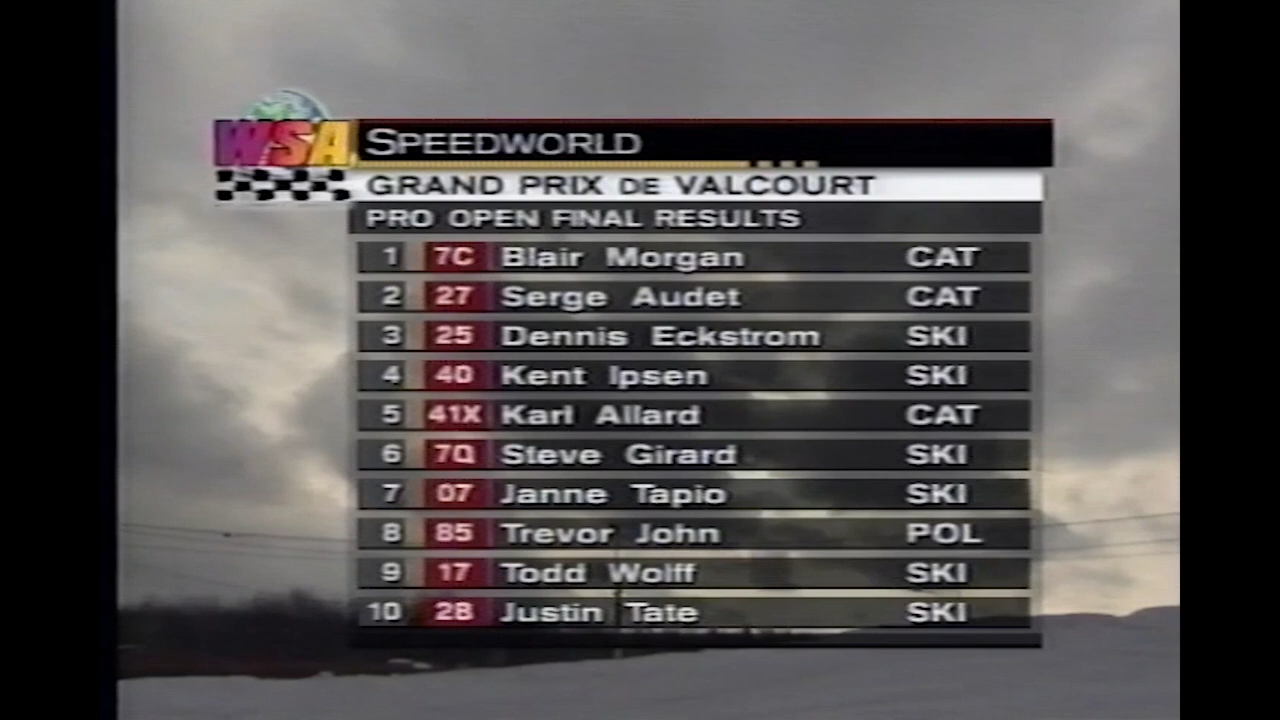 WSA SPEEDWORLD
GRAND PRIX DE VALCOURT
PRO OPEN FINAL RESULTS
1 7C Blair Morgan CAT
2 27 Serge Audet CAT
3 25 Dennis Eckstrom SKI
4 40 Kent Ipsen SKI
5 41X Karl Allard CAT
6 7Q Steve Girard SKI
7 07 Janne Tapio SKI
8 85 Trevor John POL
9 17 Todd Wolff SKI
10 28 Justin Tate SKI